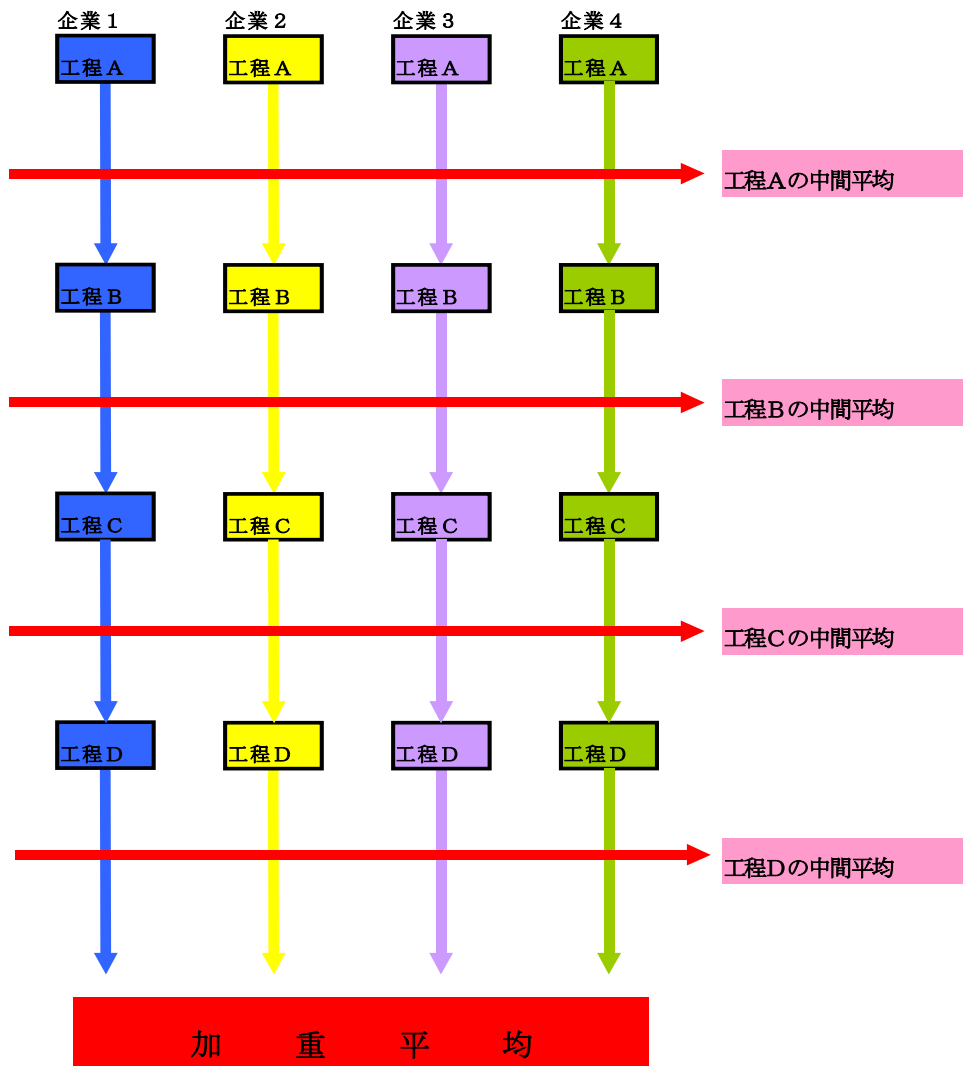 企業１ 企業２ 企業３ 企業４
工程Ａ 工程Ａ 工程Ａ 工程Ａ
工程Aの中間平均
工程Ｂ 工程Ｂ 工程Ｂ 工程Ｂ
工程Bの中間平均
工程Ｃ 工程Ｃ 工程Ｃ 工程Ｃ
工程Cの中間平均
工程Ｄ 工程Ｄ 工程Ｄ 工程Ｄ
工程Dの中間平均
加　重　平　均